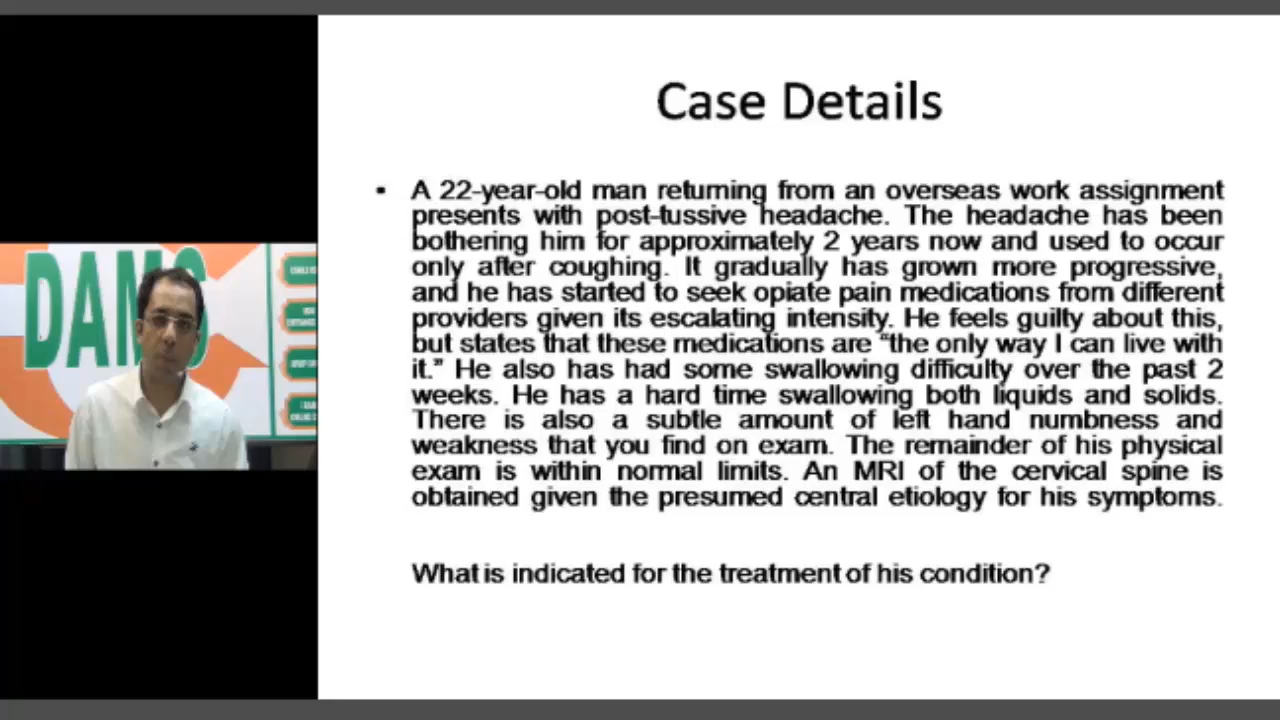 Case Details
• A 22-year-old man returning from an overseas work assignment
presents with post-tussive headache. The headache has been
bothering him for approximately 2 years now and used to occur
only after coughing. It gradually has grown more progressive,
and he has started to seek opiate pain medications from different
providers given its escalating intensity. He feels guilty about this,
but states that these medications are “the only way I can live with
it.” He also has had some swallowing difficulty over the past 2
weeks. He has a hard time swallowing both liquids and solids.
There is also a subtle amount of left hand numbness and
weakness that you find on exam. The remainder of his physical
exam is within normal limits. An MRI of the cervical spine is
obtained given the presumed central etiology for his symptoms.
What is indicated for the treatment of his condition?
DAMS